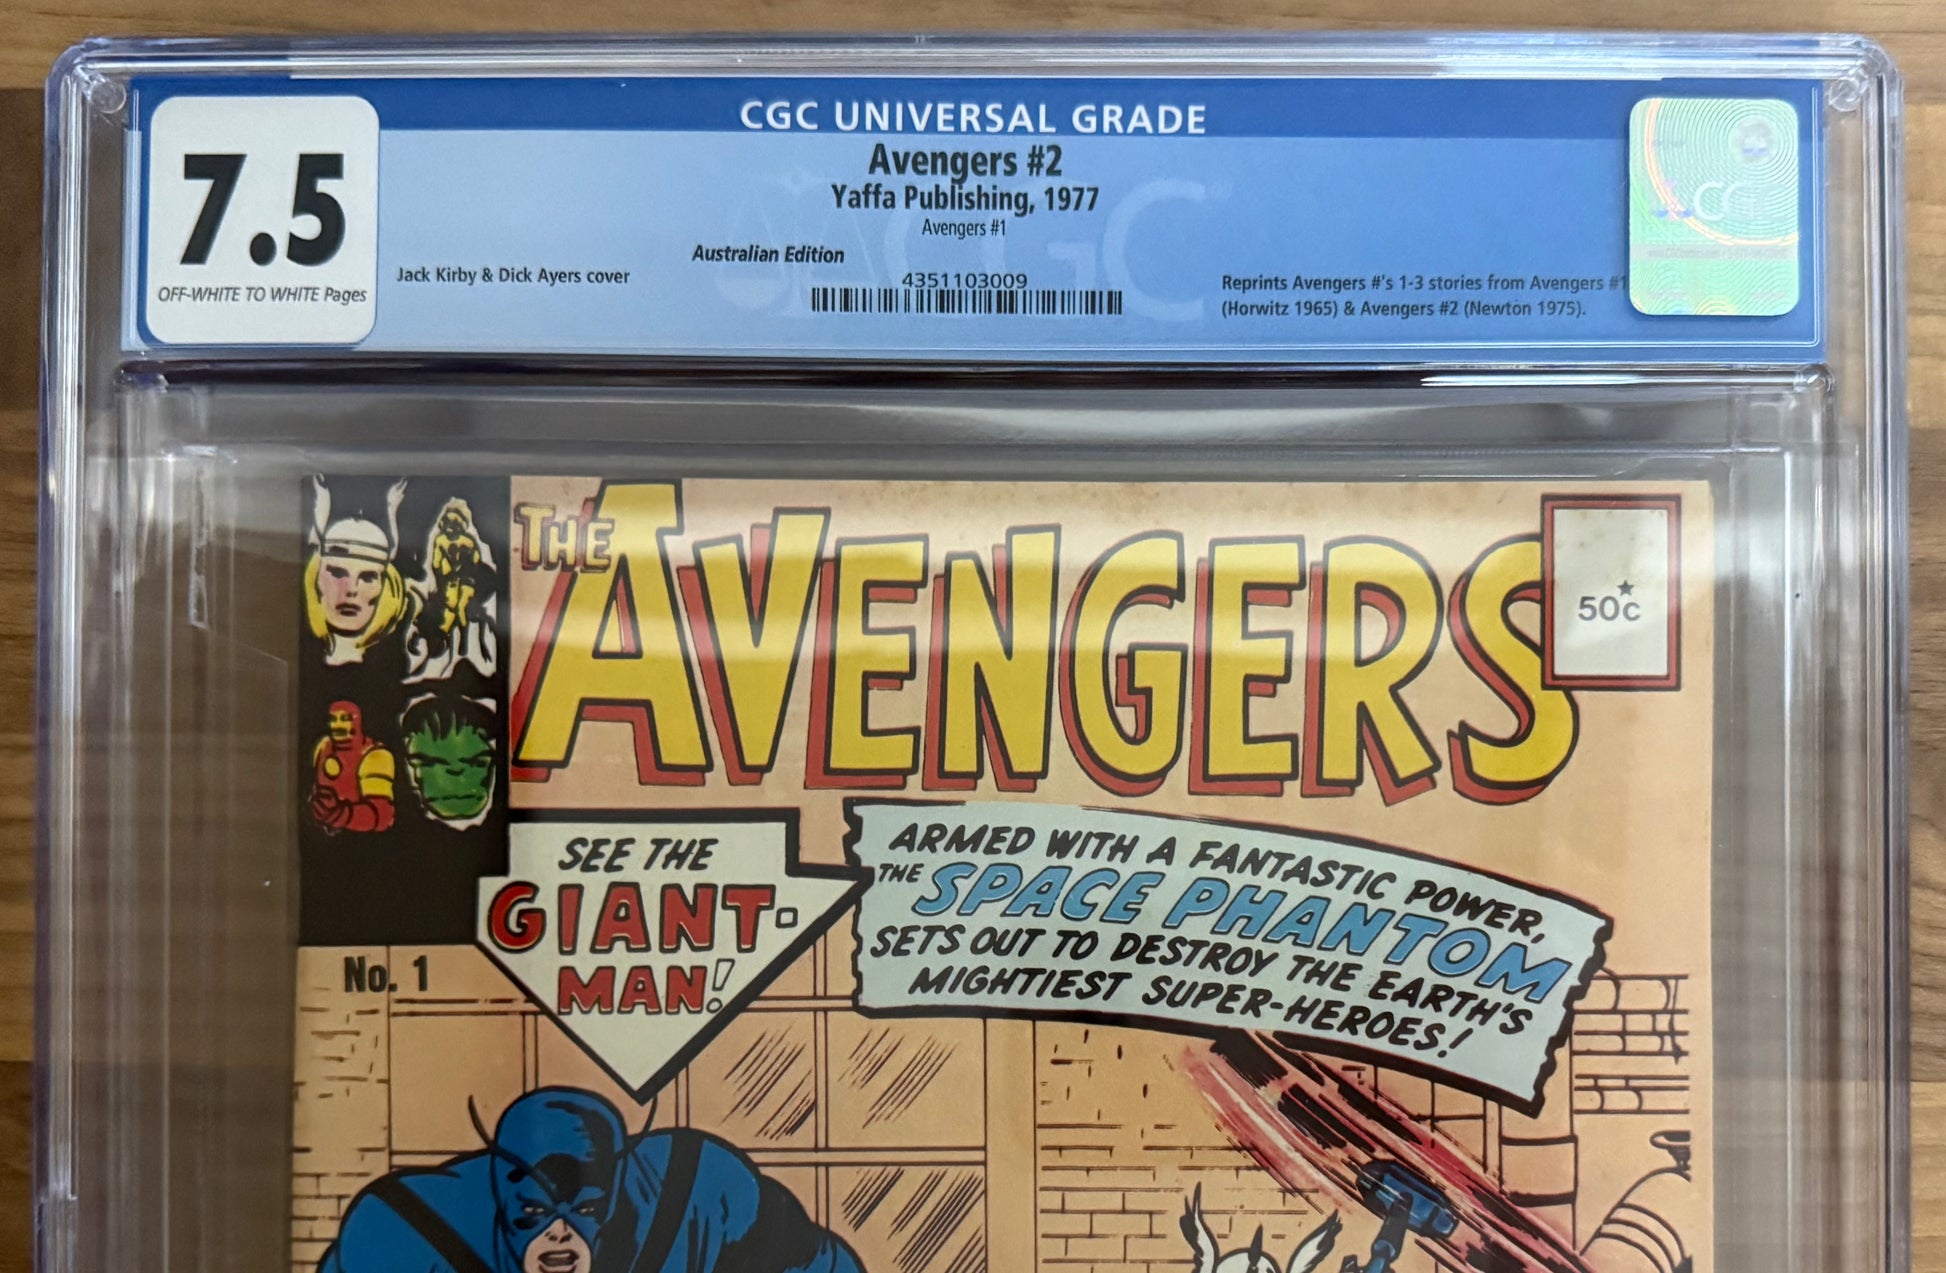 CGC UNIVERSAL GRADE
7.5
OFF-WHITE TO WHITE Pages
Avengers #2
Yaffa Publishing, 1977
Avengers #1
Australian Edition
Jack Kirby & Dick Ayers cover
4351103009
Reprints Avengers #'s 1-3 stories from Avengers #1
(Horwitz 1965) & Avengers #2 (Newton 1975).
CGC
THE AVENGERS
50c
SEE THE
GIANT-
MAN!
ARMED WITH A FANTASTIC POWER,
THE SPACE PHANTOM
SETS OUT TO DESTROY THE EARTH'S
MIGHTIEST SUPER-HEROES!
No. 1